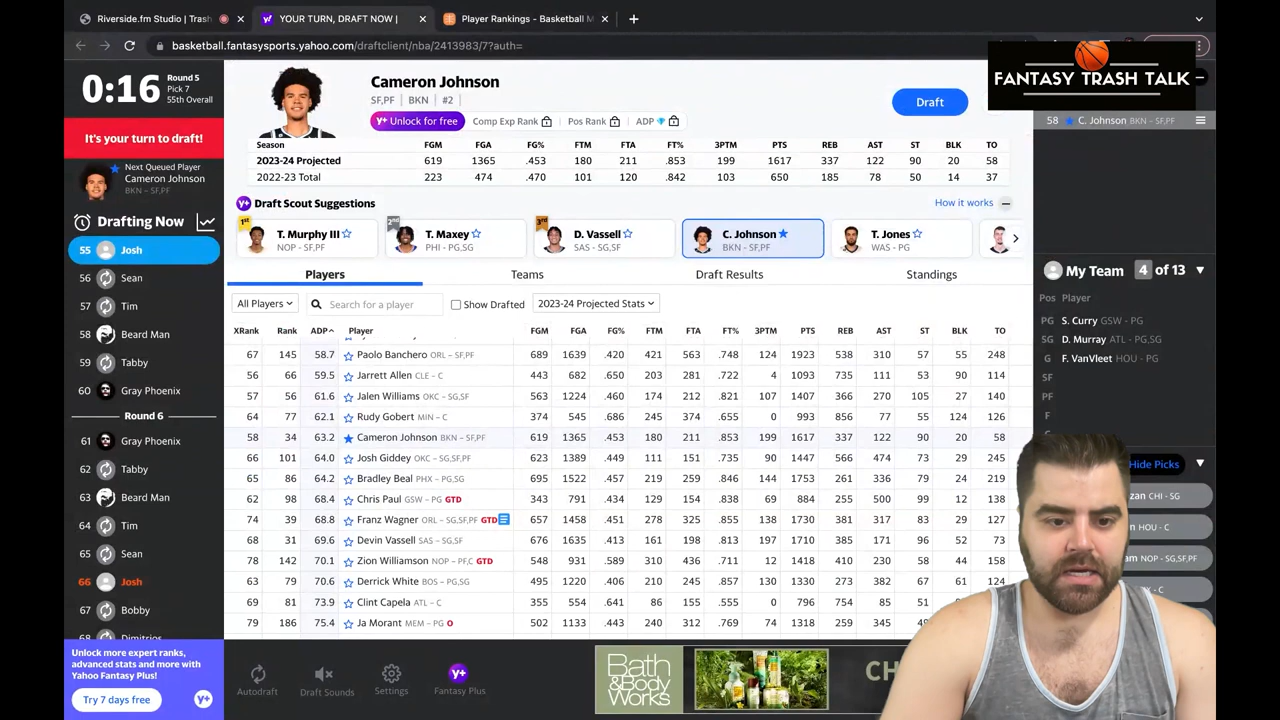 Riverside.fm Studio | Trash
YOUR TURN, DRAFT NOW |
Player Rankings - Basketball M
basketball.fantasysports.yahoo.com/draftclient/nba/2413983/7?auth=
FANTASY TRASH TALK
0:16
Round 5
Pick 7
55th Overall
It's your turn to draft!
Next Queued Player
Cameron Johnson
BKN – SF,PF
Drafting Now
55 Josh
56 Sean
57 Tim
58 Beard Man
59 Tabby
60 Gray Phoenix
Round 6
61 Gray Phoenix
62 Tabby
63 Beard Man
64 Tim
65 Sean
66 Josh
67 Bobby
68 Dimitrios
Unlock more expert ranks,
advanced stats and more with
Yahoo Fantasy Plus!
Try 7 days free
y+
Cameron Johnson
SF,PF | BKN | #2
Y+ Unlock for free Comp Exp Rank Pos Rank ADP
Draft
Season FGM FGA FG% FTM FTA FT% 3PTM PTS REB AST ST BLK TO
2023-24 Projected 619 1365 .453 180 211 .853 199 1617 337 122 90 20 58
2022-23 Total 223 474 .470 101 120 .842 103 650 185 78 50 14 37
y+ Draft Scout Suggestions How it works
1st T. Murphy III NOP - SF,PF
2nd T. Maxey PHI - PG,SG
3rd D. Vassell SAS - SG,SF
C. Johnson BKN - SF,PF
T. Jones WAS - PG
Players Teams Draft Results Standings
All Players Search for a player Show Drafted 2023-24 Projected Stats
XRank Rank ADP Player FGM FGA FG% FTM FTA FT% 3PTM PTS REB AST ST BLK TO
67 145 58.7 Paolo Banchero ORL – SF,PF 689 1639 .420 421 563 .748 124 1923 538 310 57 55 248
56 66 59.5 Jarrett Allen CLE – C 443 682 .650 203 281 .722 4 1093 735 111 53 90 114
57 56 61.6 Jalen Williams OKC – SG,SF 563 1224 .460 174 212 .821 107 1407 366 270 105 27 140
64 77 62.1 Rudy Gobert MIN – C 374 545 .686 245 374 .655 0 993 856 77 55 124 126
58 34 63.2 Cameron Johnson BKN – SF,PF 619 1365 .453 180 211 .853 199 1617 337 122 90 20 58
66 101 64.0 Josh Giddey OKC – SG,SF,PF 623 1389 .449 111 151 .735 90 1447 566 474 73 29 245
65 86 64.2 Bradley Beal PHX – PG,SG 695 1522 .457 219 259 .846 144 1753 261 336 79 24 219
62 98 68.4 Chris Paul GSW – PG GTD 343 791 .434 129 154 .838 69 884 255 500 99 12 138
74 39 68.8 Franz Wagner ORL – SG,SF,PF GTD 657 1458 .451 278 325 .855 138 1730 381 317 83 29 127
68 31 69.6 Devin Vassell SAS – SG,SF 676 1635 .413 161 198 .813 197 1710 385 171 96 52 73
78 142 70.1 Zion Williamson NOP – PF,C GTD 548 931 .589 310 436 .711 12 1418 410 230 60 44 158
63 79 70.6 Derrick White BOS – PG,SG 495 1220 .406 210 245 .857 130 1330 273 382 67 61 124
69 81 73.9 Clint Capela ATL – C 355 554 .641 86 155 .555 0 796 754 85 51
79 186 75.4 Ja Morant MEM – PG O 502 1133 .443 240 312 .769 74 1318 259 345 49
Autodraft Draft Sounds Settings Fantasy Plus
Bath
&Body
Works
CH
58 C. Johnson BKN - SF,PF
My Team 4 of 13
Pos Player
PG S. Curry GSW - PG
SG D. Murray ATL - PG,SG
G F. VanVleet HOU - PG
SF
PF
F
C
Hide Picks
zan CHI - SG
n HOU - C
am NOP - SG,SF,PF
- C